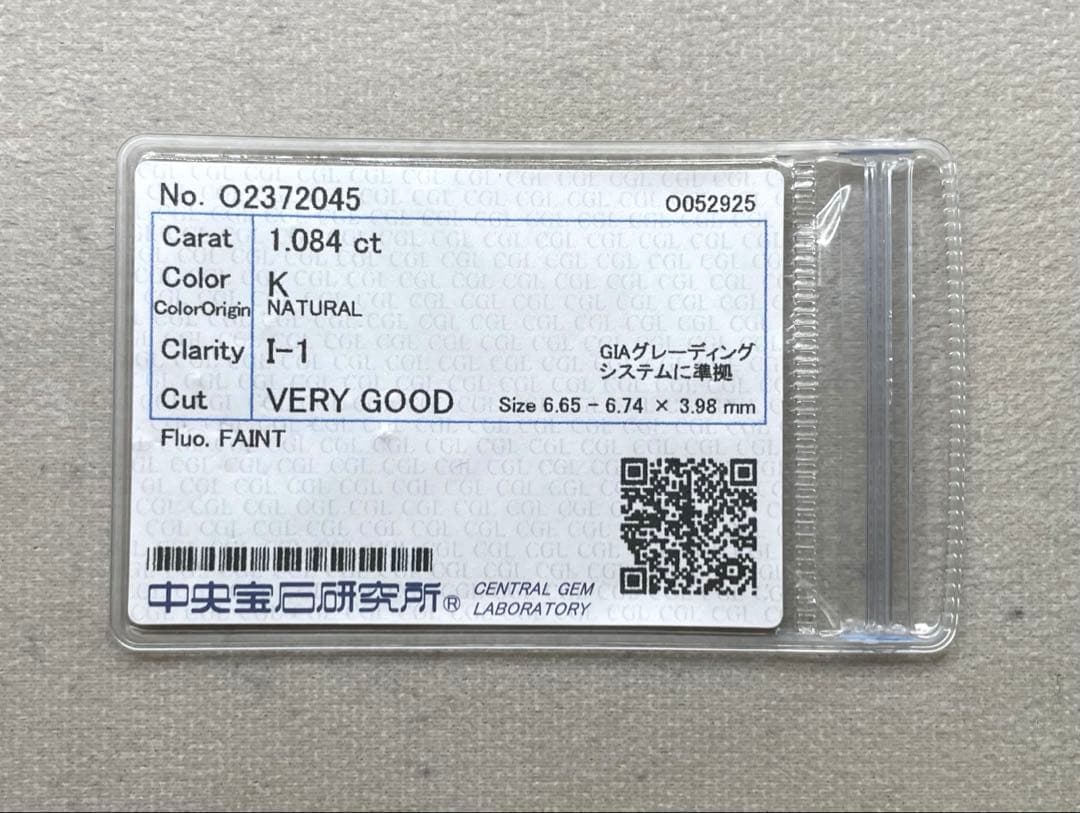 No. O2372045
O052925
Carat 1.084 ct
Color K
ColorOrigin NATURAL
Clarity I-1
GIAグレーディング
システムに準拠
Cut VERY GOOD
Size 6.65 - 6.74 × 3.98 mm
Fluo. FAINT
中央宝石研究所® CENTRAL GEM
LABORATORY